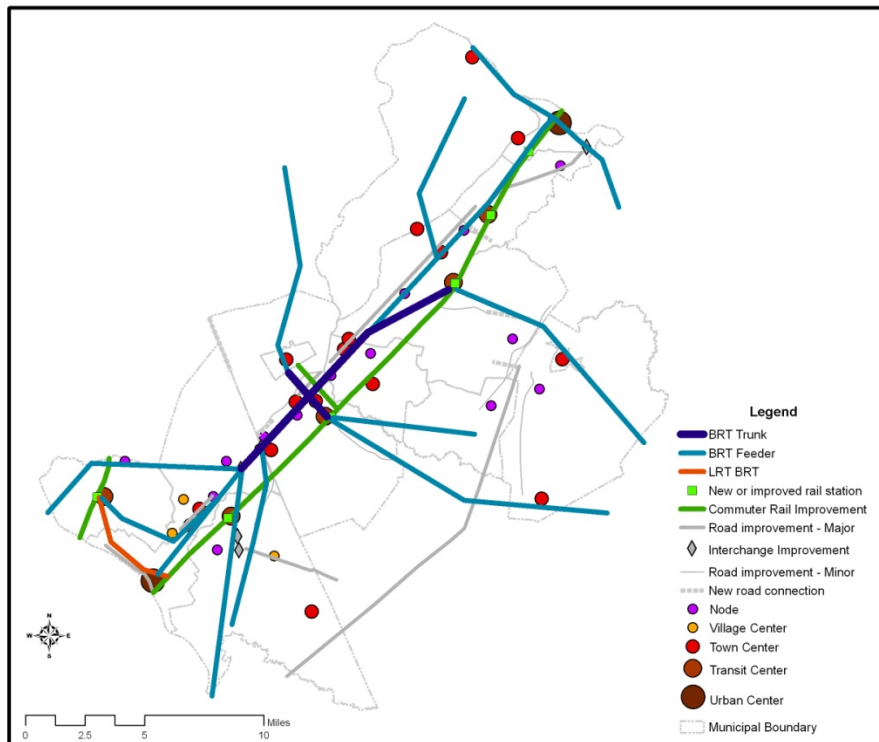 Legend
BRT Trunk
BRT Feeder
LRT BRT
New or improved rail station
Commuter Rail Improvement
Road improvement - Major
Interchange Improvement
Road improvement - Minor
New road connection
Node
Village Center
Town Center
Transit Center
Urban Center
Municipal Boundary
N
W E
S
Miles
0 2.5 5 10